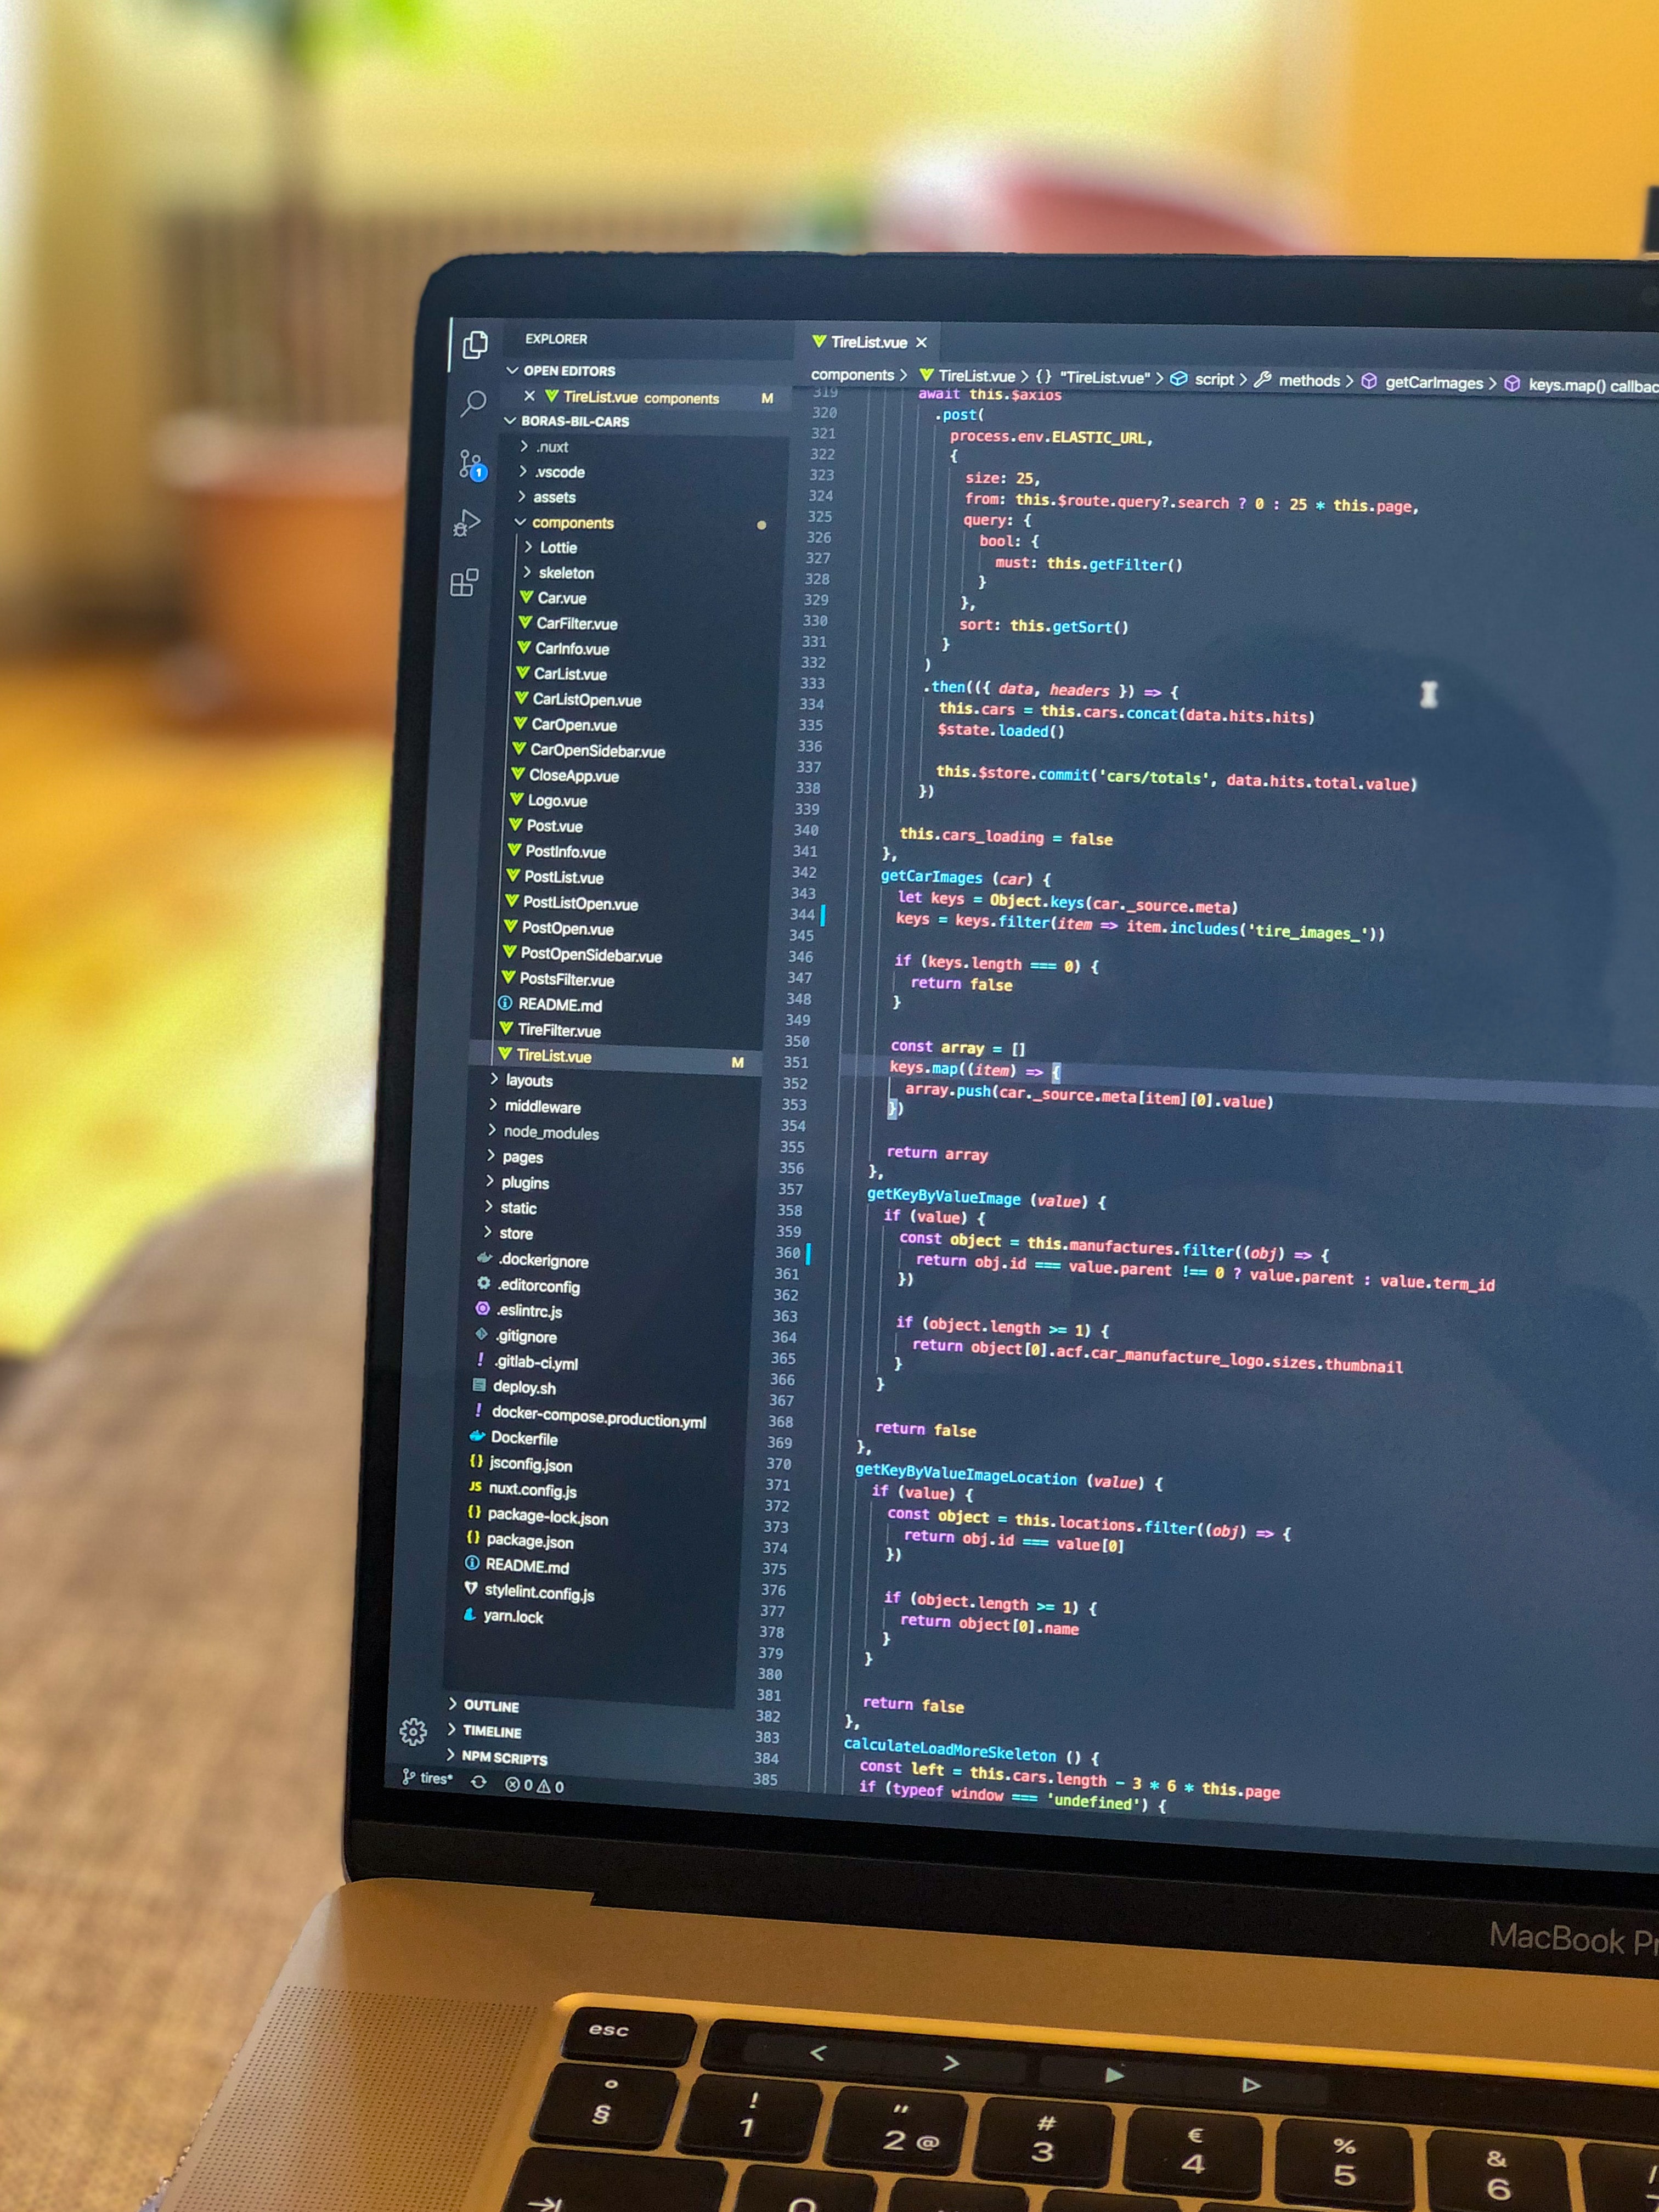 EXPLORER
OPEN EDITORS
TireList.vue components M
BORAS-BIL-CARS
.nuxt
.vscode
assets
components
Lottie
skeleton
Car.vue
CarFilter.vue
CarInfo.vue
CarList.vue
CarListOpen.vue
CarOpen.vue
CarOpenSidebar.vue
CloseApp.vue
Logo.vue
Post.vue
PostInfo.vue
PostList.vue
PostListOpen.vue
PostOpen.vue
PostOpenSidebar.vue
PostsFilter.vue
README.md
TireFilter.vue
TireList.vue M
layouts
middleware
node_modules
pages
plugins
static
store
.dockerignore
.editorconfig
.eslintrc.js
.gitignore
.gitlab-ci.yml
deploy.sh
docker-compose.production.yml
Dockerfile
{} jsconfig.json
JS nuxt.config.js
{} package-lock.json
{} package.json
README.md
stylelint.config.js
yarn.lock
OUTLINE
TIMELINE
NPM SCRIPTS
tires* 0 0
1
TireList.vue
components > TireList.vue > {} "TireList.vue" > script > methods > getCarImages > keys.map() callbac
319 await this.$axios
320 .post(
321 process.env.ELASTIC_URL,
322 {
323 size: 25,
324 from: this.$route.query?.search ? 0 : 25 * this.page,
325 query: {
326 bool: {
327 must: this.getFilter()
328 }
329 },
330 sort: this.getSort()
331 }
332 )
333 .then(({ data, headers }) => {
334 this.cars = this.cars.concat(data.hits.hits)
335 $state.loaded()
336
337 this.$store.commit('cars/totals', data.hits.total.value)
338 })
339
340 this.cars_loading = false
341 },
342 getCarImages (car) {
343 let keys = Object.keys(car._source.meta)
344 keys = keys.filter(item => item.includes('tire_images_'))
345
346 if (keys.length === 0) {
347 return false
348 }
349
350 const array = []
351 keys.map((item) => {
352 array.push(car._source.meta[item][0].value)
353 })
354
355 return array
356 },
357 getKeyByValueImage (value) {
358 if (value) {
359 const object = this.manufactures.filter((obj) => {
360 return obj.id === value.parent !== 0 ? value.parent : value.term_id
361 })
362
363 if (object.length >= 1) {
364 return object[0].acf.car_manufacture_logo.sizes.thumbnail
365 }
366 }
367
368 return false
369 },
370 getKeyByValueImageLocation (value) {
371 if (value) {
372 const object = this.locations.filter((obj) => {
373 return obj.id === value[0]
374 })
375
376 if (object.length >= 1) {
377 return object[0].name
378 }
379 }
380
381 return false
382 },
383 calculateLoadMoreSkeleton () {
384 const left = this.cars.length - 3 * 6 * this.page
385 if (typeof window === 'undefined') {
MacBook Pr
esc
< >
° § ! 1 " 2 @ # 3 € 4 % 5 & 6 /